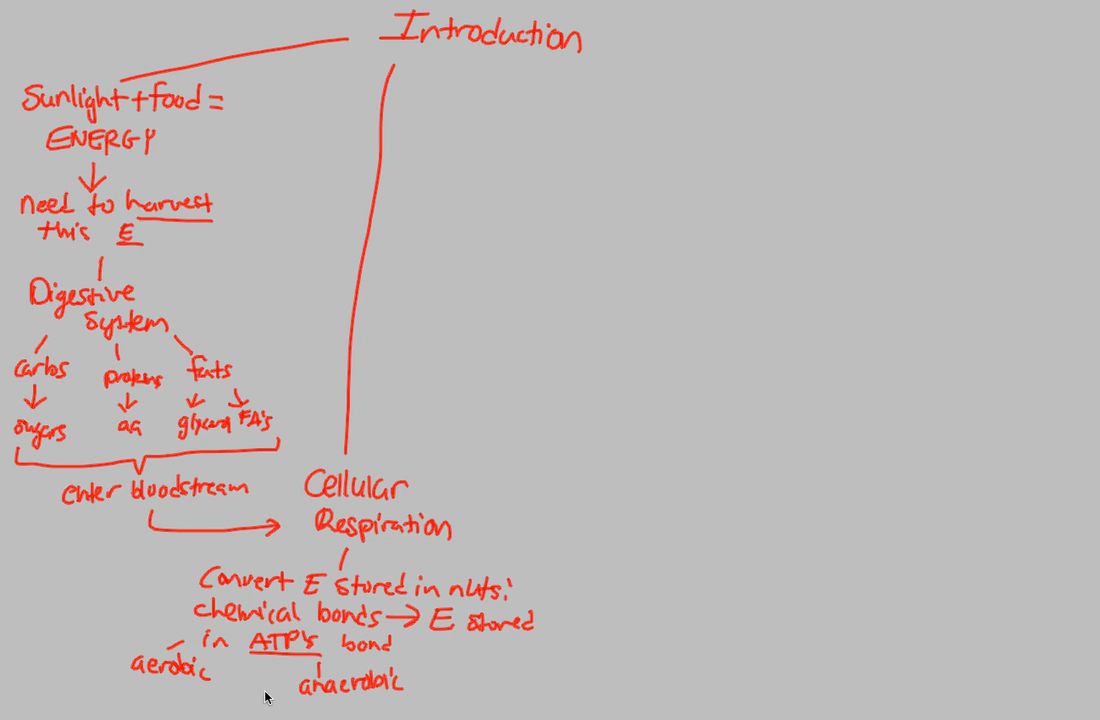 Introduction
Sunlight + food =
ENERGY
need to harvest
this E
Digestive
System
carbs proteins fats
sugars aa glycerol FA's
enter bloodstream
Cellular
Respiration
Convert E stored in nuts.'
chemical bonds → E stored
in ATP's bond
aerobic
anaerobic